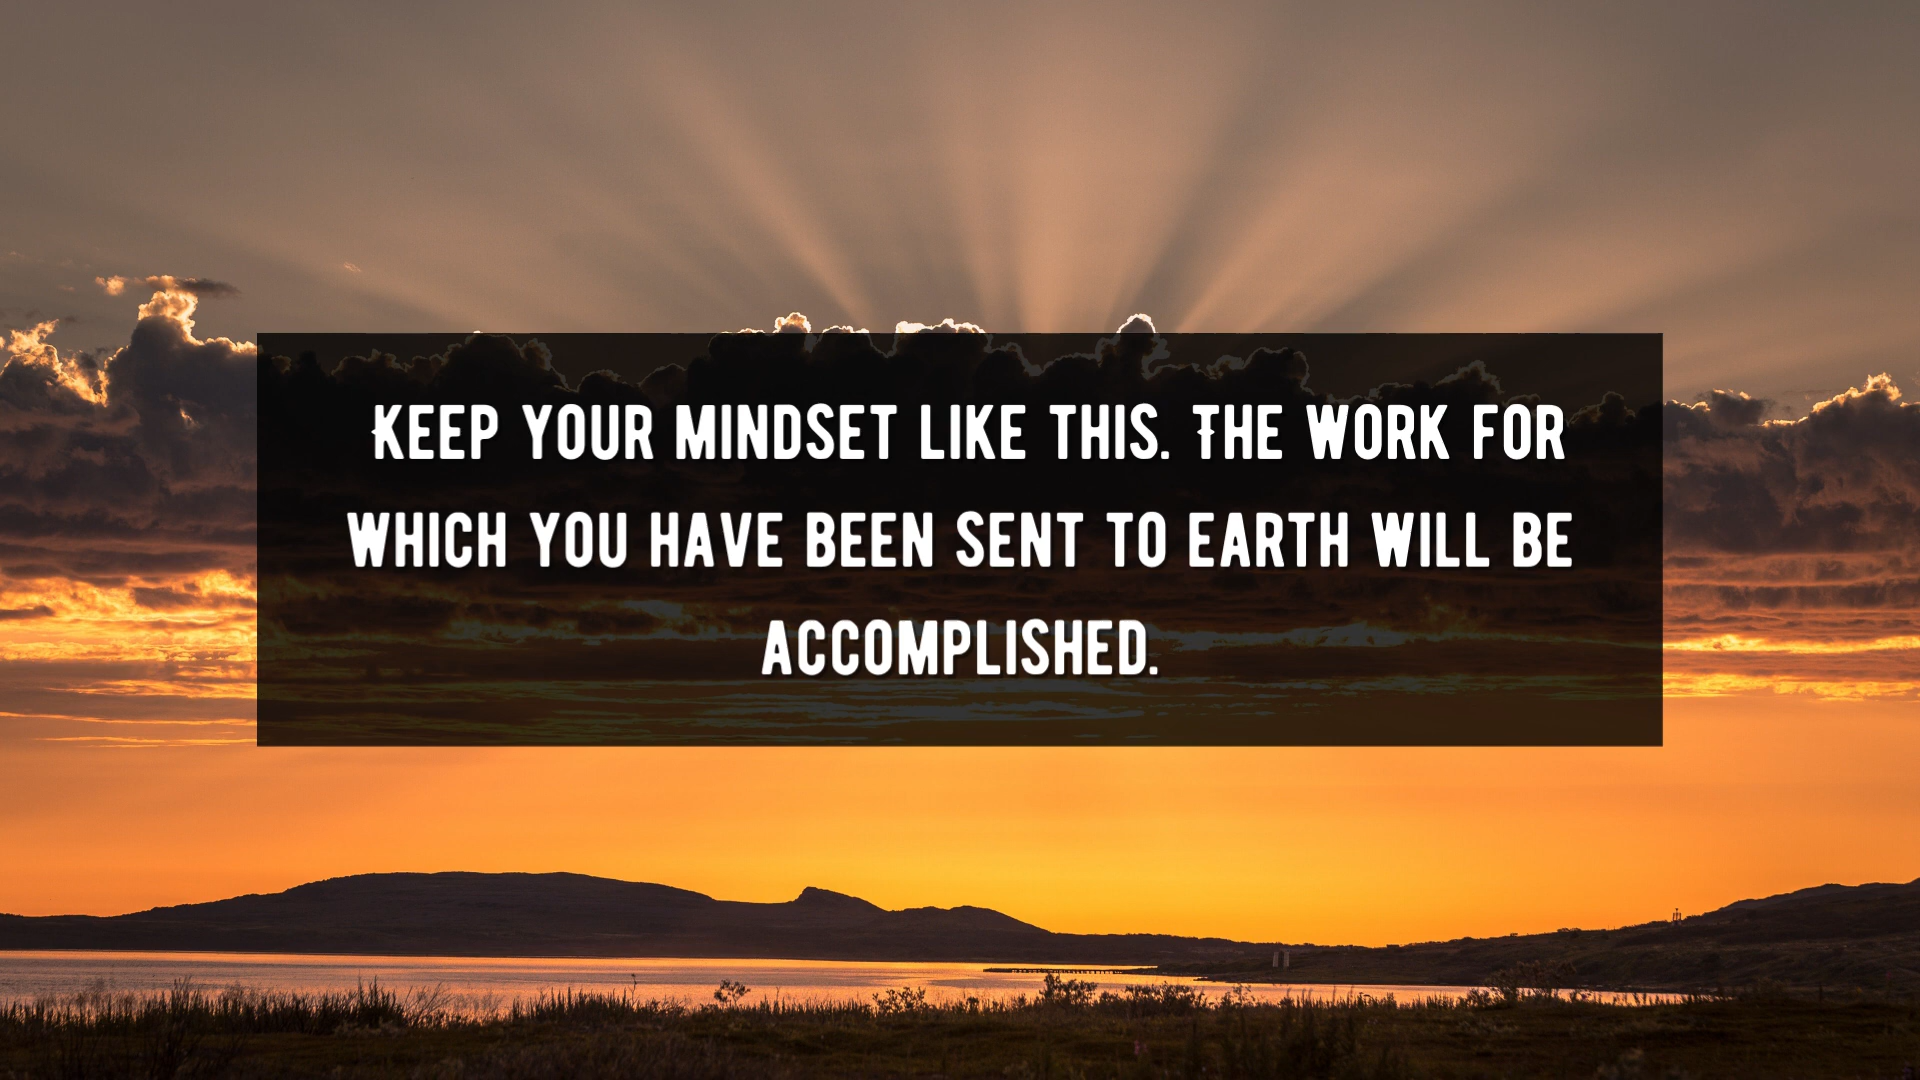 Keep your mindset like this. The work for
which you have been sent to earth will be
accomplished.